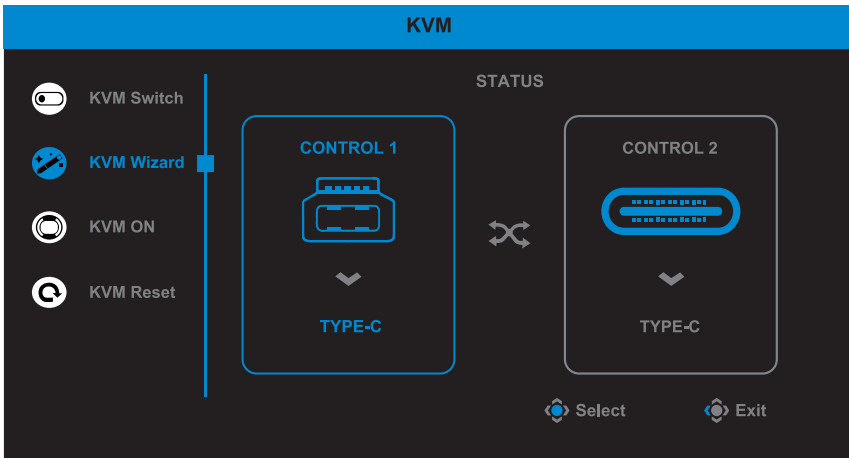 KVM
STATUS
KVM Switch
KVM Wizard
KVM ON
KVM Reset
CONTROL 1
TYPE-C
CONTROL 2
TYPE-C
Select
Exit